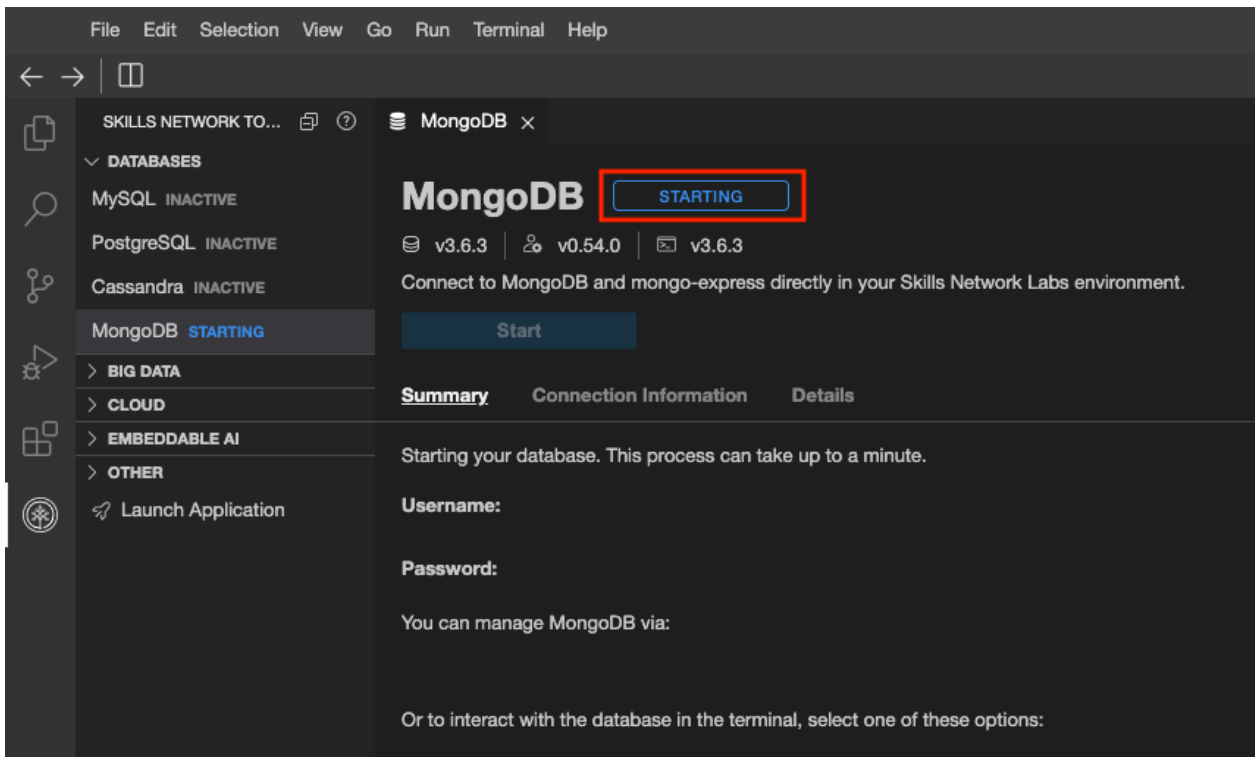 File Edit Selection View Go Run Terminal Help
SKILLS NETWORK TO...
DATABASES
MySQL INACTIVE
PostgreSQL INACTIVE
Cassandra INACTIVE
MongoDB STARTING
BIG DATA
CLOUD
EMBEDDABLE AI
OTHER
Launch Application
MongoDB
MongoDB STARTING
v3.6.3 v0.54.0 v3.6.3
Connect to MongoDB and mongo-express directly in your Skills Network Labs environment.
Start
Summary Connection Information Details
Starting your database. This process can take up to a minute.
Username:
Password:
You can manage MongoDB via:
Or to interact with the database in the terminal, select one of these options: